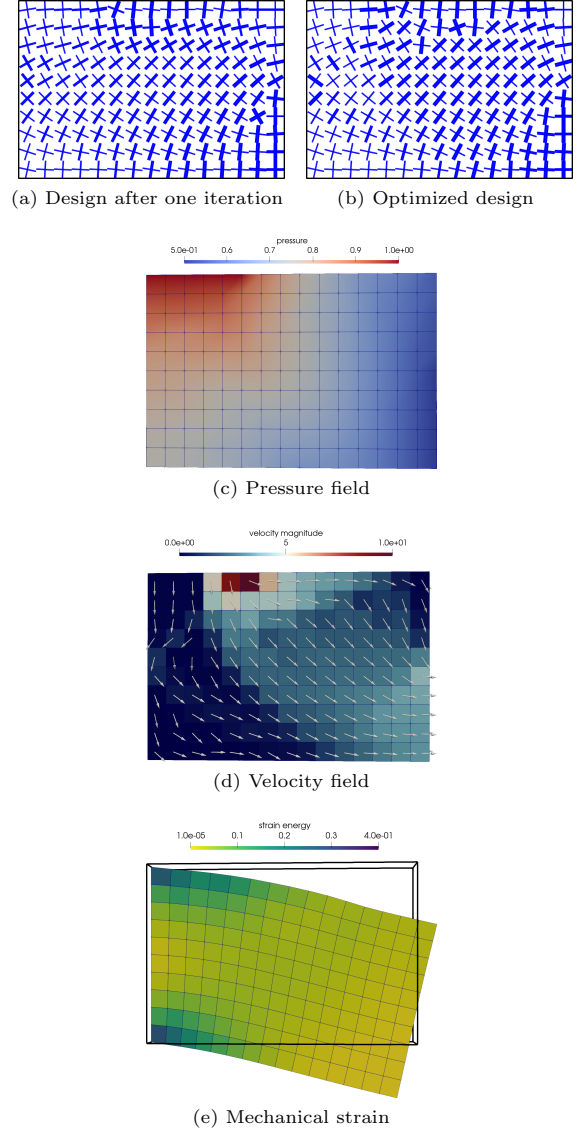 (a) Design after one iteration
(b) Optimized design
pressure
5.0e-01 0.6 0.7 0.8 0.9 1.0e+00
(c) Pressure field
velocity magnitude
0.0e+00 5 1.0e+01
(d) Velocity field
strain energy
1.0e-05 0.1 0.2 0.3 4.0e-01
(e) Mechanical strain